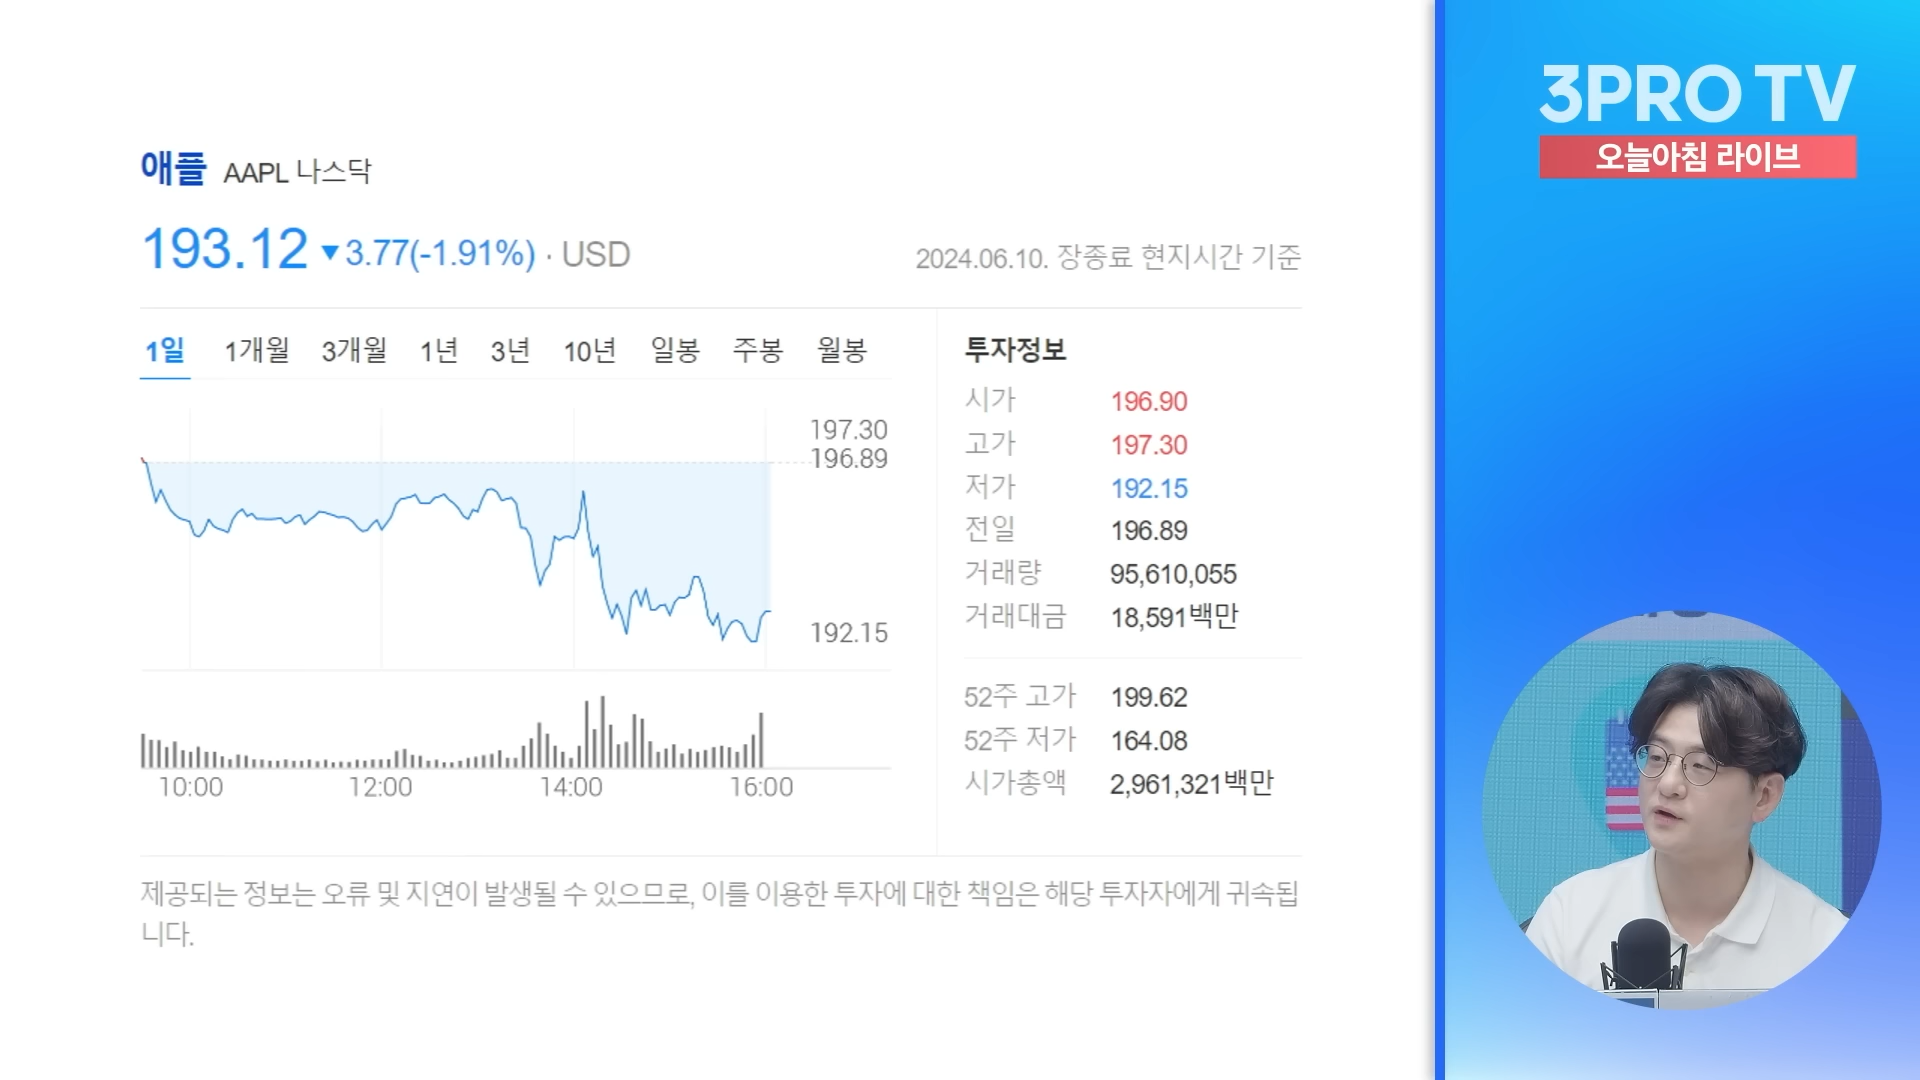 3PRO TV
오늘아침 라이브
애플 AAPL 나스닥
193.12 ▼3.77(-1.91%) · USD
2024.06.10. 장종료 현지시간 기준
1일 1개월 3개월 1년 3년 10년 일봉 주봉 월봉
197.30
196.89
192.15
10:00 12:00 14:00 16:00
투자정보
시가 196.90
고가 197.30
저가 192.15
전일 196.89
거래량 95,610,055
거래대금 18,591백만
52주 고가 199.62
52주 저가 164.08
시가총액 2,961,321백만
제공되는 정보는 오류 및 지연이 발생될 수 있으므로, 이를 이용한 투자에 대한 책임은 해당 투자자에게 귀속됩
니다.